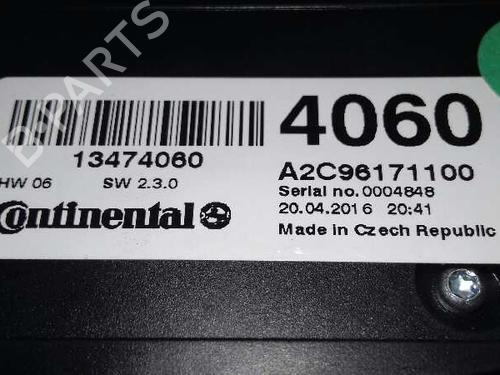 4060
13474060
A2C96171100
HW 06 SW 2.3.0
Serial no.0004848
Continental
20.04.2016 20:41
Made in Czech Republic
B-PARTS